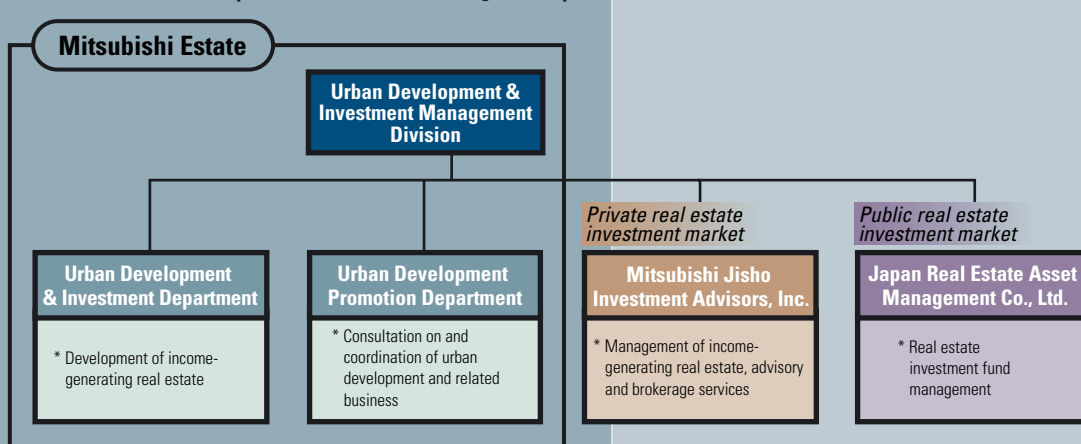 Mitsubishi Estate
Urban Development &
Investment Management
Division
Private real estate
investment market
Public real estate
investment market
Urban Development
& Investment Department
* Development of income-
generating real estate
Urban Development
Promotion Department
* Consultation on and
coordination of urban
development and related
business
Mitsubishi Jisho
Investment Advisors, Inc.
* Management of income-
generating real estate, advisory
and brokerage services
Japan Real Estate Asset
Management Co., Ltd.
* Real estate
investment fund
management